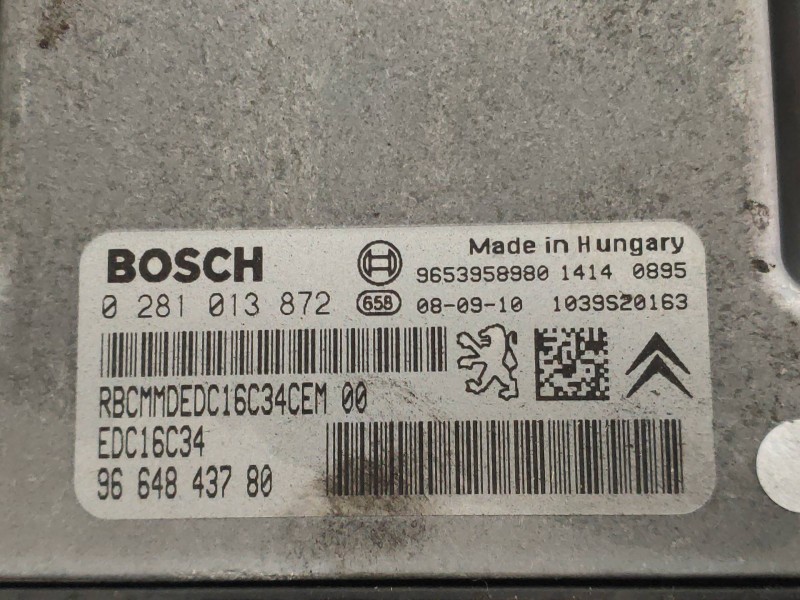 BOSCH
Made in Hungary
9653958980 1414 0895
0 281 013 872
658 08-09-10 1039S20163
RBCMMDEDC16C34CEM 00
EDC16C34
96 648 437 80